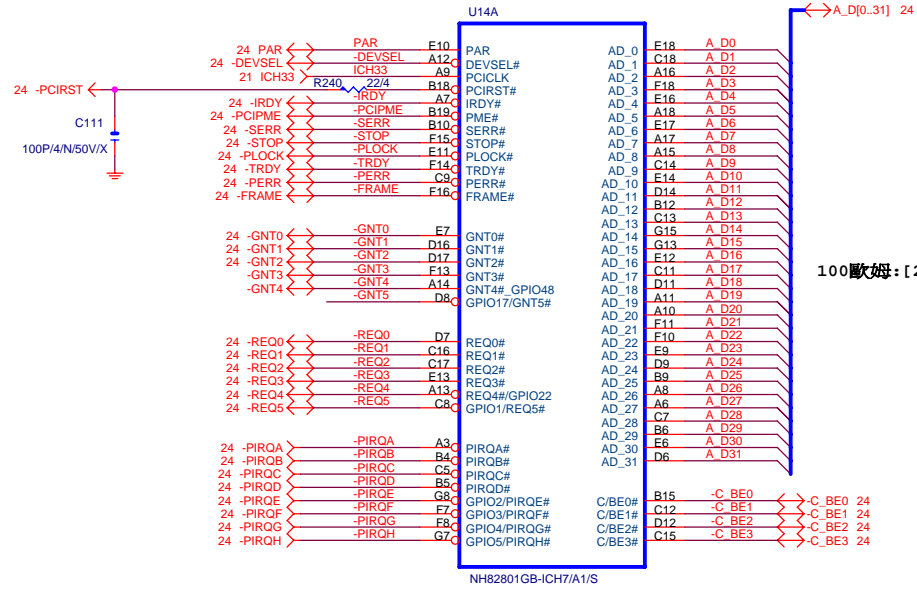 U14A
A_D[0..31] 24
24 PAR PAR E10 PAR
24 -DEVSEL -DEVSEL A12 DEVSEL#
21 ICH33 ICH33 A9 PCICLK
24 -PCIRST R240 22/4 B18 PCIRST#
24 -IRDY -IRDY A7 IRDY#
24 -PCIPME -PCIPME B19 PME#
24 -SERR -SERR B10 SERR#
24 -STOP -STOP F15 STOP#
24 -PLOCK -PLOCK E11 PLOCK#
24 -TRDY -TRDY F14 TRDY#
24 -PERR -PERR C9 PERR#
24 -FRAME -FRAME F16 FRAME#
C111
100P/4/N/50V/X
24 -GNT0 -GNT0 E7 GNT0#
24 -GNT1 -GNT1 D16 GNT1#
24 -GNT2 -GNT2 D17 GNT2#
-GNT3 -GNT3 F13 GNT3#
-GNT4 -GNT4 A14 GNT4#_GPIO48
-GNT5 D8 GPIO17/GNT5#
24 -REQ0 -REQ0 D7 REQ0#
24 -REQ1 -REQ1 C16 REQ1#
24 -REQ2 -REQ2 C17 REQ2#
24 -REQ3 -REQ3 E13 REQ3#
24 -REQ4 -REQ4 A13 REQ4#/GPIO22
24 -REQ5 -REQ5 C8 GPIO1/REQ5#
24 -PIRQA -PIRQA A3 PIRQA#
24 -PIRQB -PIRQB B4 PIRQB#
24 -PIRQC -PIRQC C5 PIRQC#
24 -PIRQD -PIRQD B5 PIRQD#
24 -PIRQE -PIRQE G8 GPIO2/PIRQE#
24 -PIRQF -PIRQF F7 GPIO3/PIRQF#
24 -PIRQG -PIRQG F8 GPIO4/PIRQG#
24 -PIRQH -PIRQH G7 GPIO5/PIRQH#
AD_0 E18 A_D0
AD_1 C18 A_D1
AD_2 A16 A_D2
AD_3 F18 A_D3
AD_4 E16 A_D4
AD_5 A18 A_D5
AD_6 E17 A_D6
AD_7 A17 A_D7
AD_8 A15 A_D8
AD_9 C14 A_D9
AD_10 E14 A_D10
AD_11 D14 A_D11
AD_12 B12 A_D12
AD_13 C13 A_D13
AD_14 G15 A_D14
AD_15 G13 A_D15
AD_16 E12 A_D16
AD_17 C11 A_D17
AD_18 D11 A_D18
AD_19 A11 A_D19
AD_20 A10 A_D20
AD_21 F11 A_D21
AD_22 F10 A_D22
AD_23 E9 A_D23
AD_24 D9 A_D24
AD_25 B9 A_D25
AD_26 A8 A_D26
AD_27 A6 A_D27
AD_28 C7 A_D28
AD_29 B6 A_D29
AD_30 E6 A_D30
AD_31 D6 A_D31
100歐姆:[2
C/BE0# B15 -C_BE0 -C_BE0 24
C/BE1# C12 -C_BE1 -C_BE1 24
C/BE2# D12 -C_BE2 -C_BE2 24
C/BE3# C15 -C_BE3 -C_BE3 24
NH82801GB-ICH7/A1/S